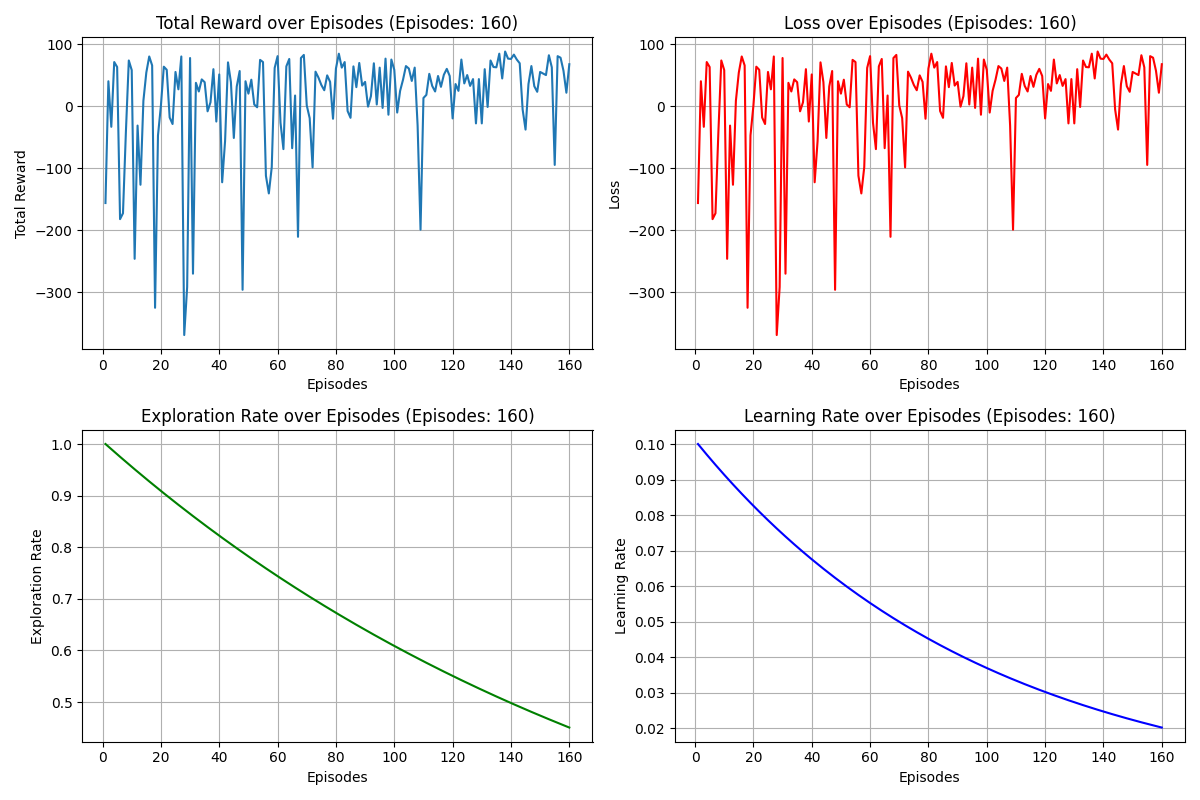 Total Reward over Episodes (Episodes: 160)
100
0
−100
−200
−300
Total Reward
0 20 40 60 80 100 120 140 160
Episodes
Loss over Episodes (Episodes: 160)
100
0
−100
−200
−300
Loss
0 20 40 60 80 100 120 140 160
Episodes
Exploration Rate over Episodes (Episodes: 160)
1.0
0.9
0.8
0.7
0.6
0.5
Exploration Rate
0 20 40 60 80 100 120 140 160
Episodes
Learning Rate over Episodes (Episodes: 160)
0.10
0.09
0.08
0.07
0.06
0.05
0.04
0.03
0.02
Learning Rate
0 20 40 60 80 100 120 140 160
Episodes